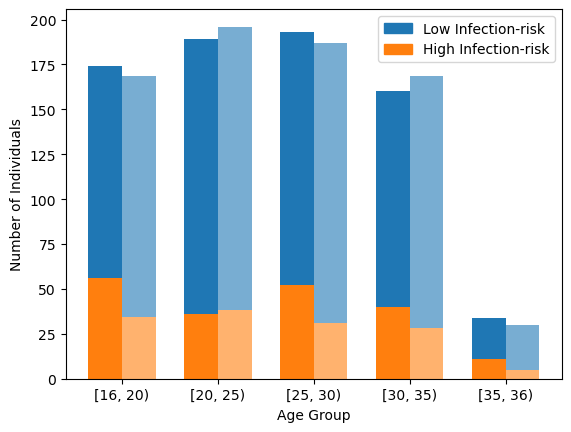 200
175
150
125
100
75
50
25
0
Number of Individuals
Low Infection-risk
High Infection-risk
[16, 20) [20, 25) [25, 30) [30, 35) [35, 36)
Age Group